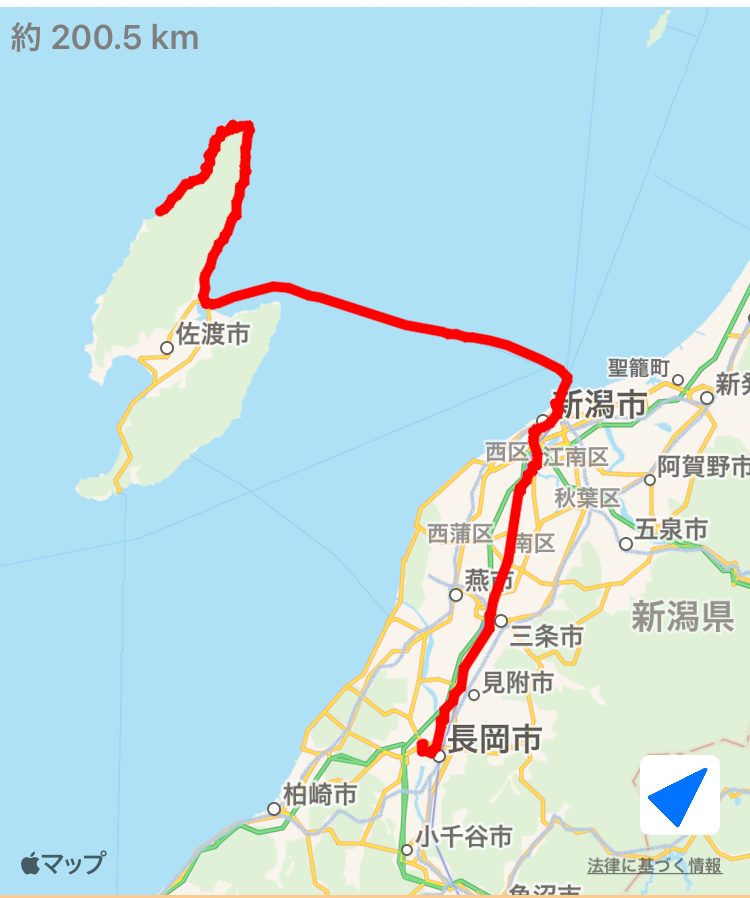 約 200.5 km
佐渡市
聖籠町
新発
新潟市
西区
江南区
阿賀野市
秋葉区
西蒲区
南区
五泉市
燕市
新潟県
三条市
見附市
長岡市
柏崎市
小千谷市
マップ
法律に基づく情報
魚沼市